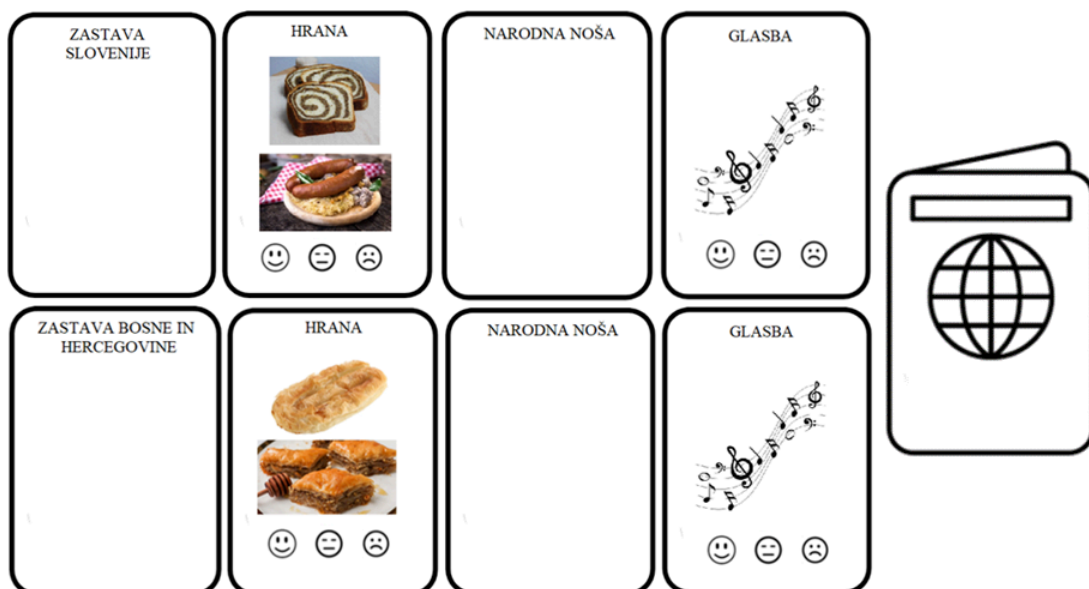 ZASTAVA
SLOVENIJE
HRANA
NARODNA NOŠA
GLASBA
ZASTAVA BOSNE IN
HERCEGOVINE
HRANA
NARODNA NOŠA
GLASBA